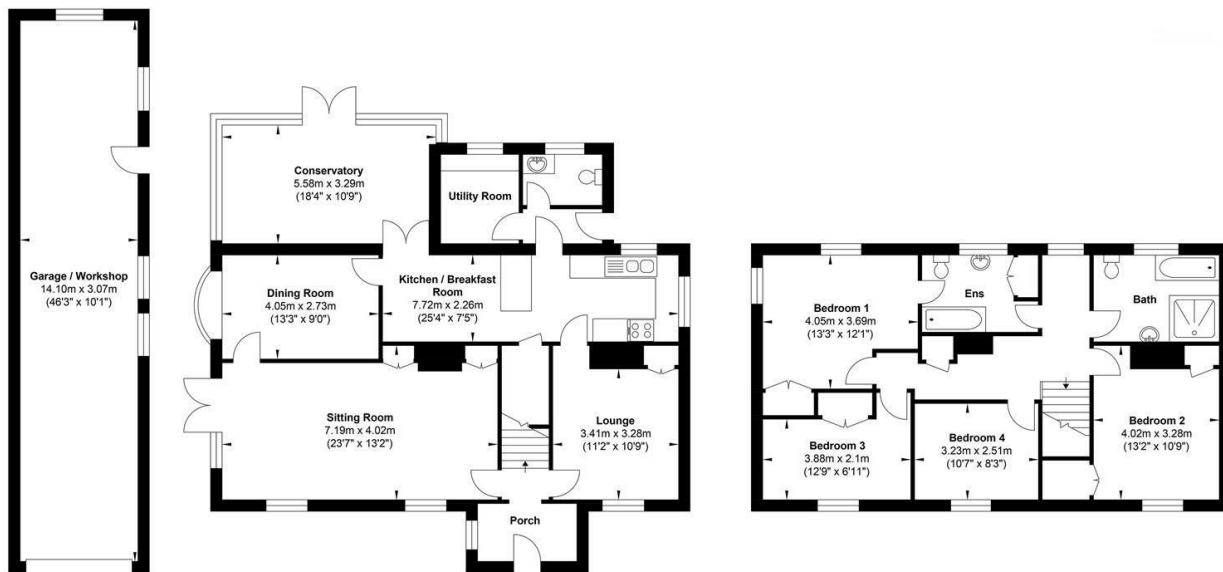 Garage / Workshop
14.10m x 3.07m
(46'3" x 10'1")
Conservatory
5.58m x 3.29m
(18'4" x 10'9")
Utility Room
Dining Room
4.05m x 2.73m
(13'3" x 9'0")
Kitchen / Breakfast
Room
7.72m x 2.26m
(25'4" x 7'5")
Sitting Room
7.19m x 4.02m
(23'7" x 13'2")
Lounge
3.41m x 3.28m
(11'2" x 10'9")
Porch
Bedroom 1
4.05m x 3.69m
(13'3" x 12'1")
Ens
Bath
Bedroom 3
3.88m x 2.1m
(12'9" x 6'11")
Bedroom 4
3.23m x 2.51m
(10'7" x 8'3")
Bedroom 2
4.02m x 3.28m
(13'2" x 10'9")